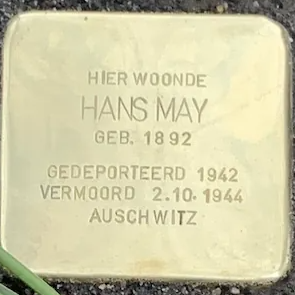 HIER WOONDE
HANS MAY
GEB. 1892
GEDEPORTEERD 1942
VERMOORD 2.10.1944
AUSCHWITZ